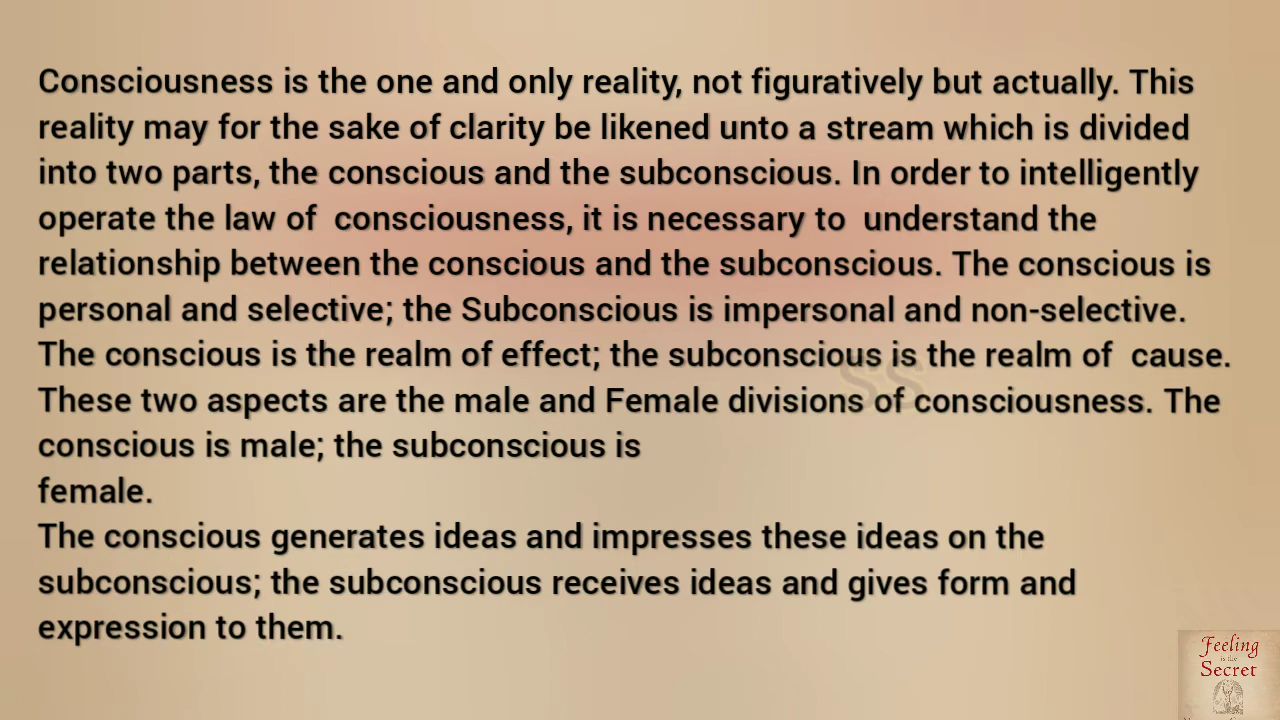 Consciousness is the one and only reality, not figuratively but actually. This
reality may for the sake of clarity be likened unto a stream which is divided
into two parts, the conscious and the subconscious. In order to intelligently
operate the law of  consciousness, it is necessary to  understand the
relationship between the conscious and the subconscious. The conscious is
personal and selective; the Subconscious is impersonal and non-selective.
The conscious is the realm of effect; the subconscious is the realm of  cause.
These two aspects are the male and Female divisions of consciousness. The
conscious is male; the subconscious is
female.
The conscious generates ideas and impresses these ideas on the
subconscious; the subconscious receives ideas and gives form and
expression to them.
SS
Feeling
is the
Secret